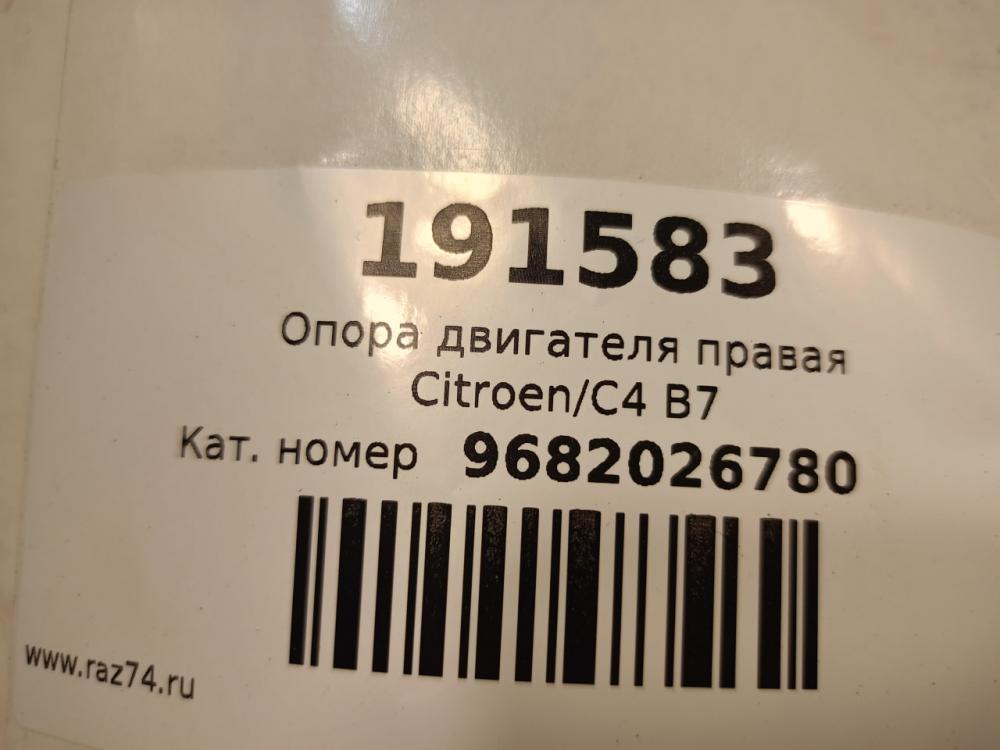 191583
Опора двигателя правая
Citroen/C4 B7
Кат. номер 9682026780
www.raz74.ru